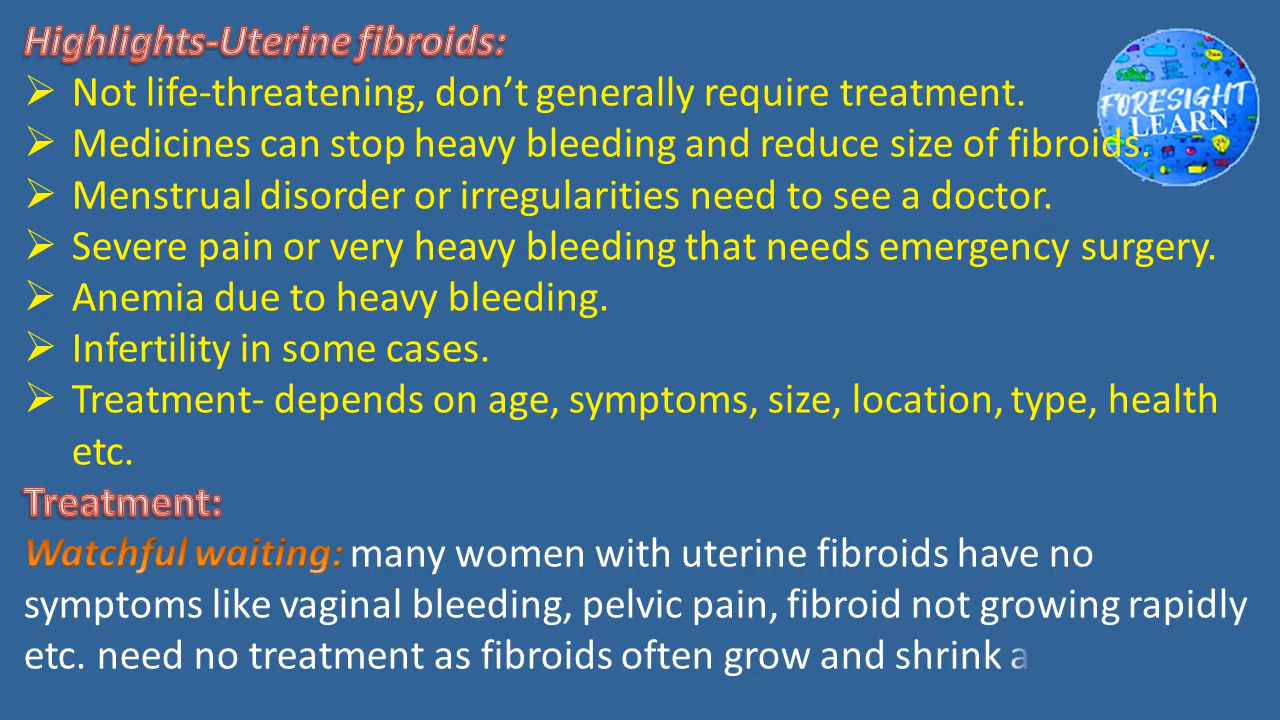 Highlights-Uterine fibroids:
➢ Not life-threatening, don’t generally require treatment.
➢ Medicines can stop heavy bleeding and reduce size of fibroids.
➢ Menstrual disorder or irregularities need to see a doctor.
➢ Severe pain or very heavy bleeding that needs emergency surgery.
➢ Anemia due to heavy bleeding.
➢ Infertility in some cases.
➢ Treatment- depends on age, symptoms, size, location, type, health
etc.
Treatment:
Watchful waiting: many women with uterine fibroids have no
symptoms like vaginal bleeding, pelvic pain, fibroid not growing rapidly
etc. need no treatment as fibroids often grow and shrink a
FORESIGHT
LEARN